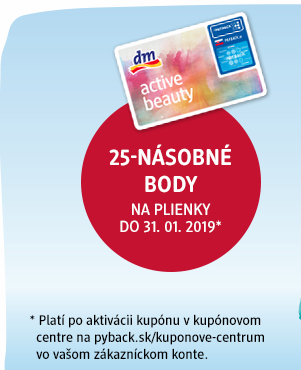 dm
active
beauty
25-NÁSOBNÉ
BODY
NA PLIENKY
DO 31. 01. 2019*
* Platí po aktivácii kupónu v kupónovom
centre na pyback.sk/kuponove-centrum
vo vašom zákazníckom konte.